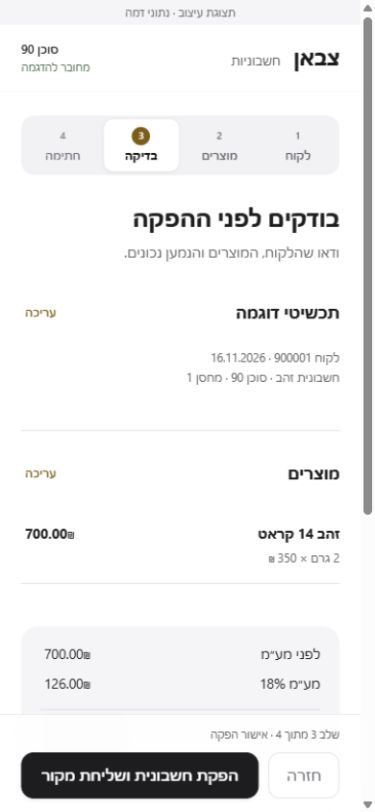 תצוגת עיצוב · נתוני דמה
צבאן חשבוניות
סוכן 90
מחובר להדגמה
1 2 3 4
לקוח מוצרים בדיקה חתימה
בודקים לפני ההפקה
ודאו שהלקוח, המוצרים והנמען נכונים.
תכשיטי דוגמה עריכה
לקוח 900001 · 16.11.2026
חשבונית זהב · סוכן 90 · מחסן 1
מוצרים עריכה
זהב 14 קראט ₪700.00
2 גרם × 350 ₪
לפני מע״מ ₪700.00
מע״מ 18% ₪126.00
שלב 3 מתוך 4 · אישור הפקה
חזרה הפקת חשבונית ושליחת מקור